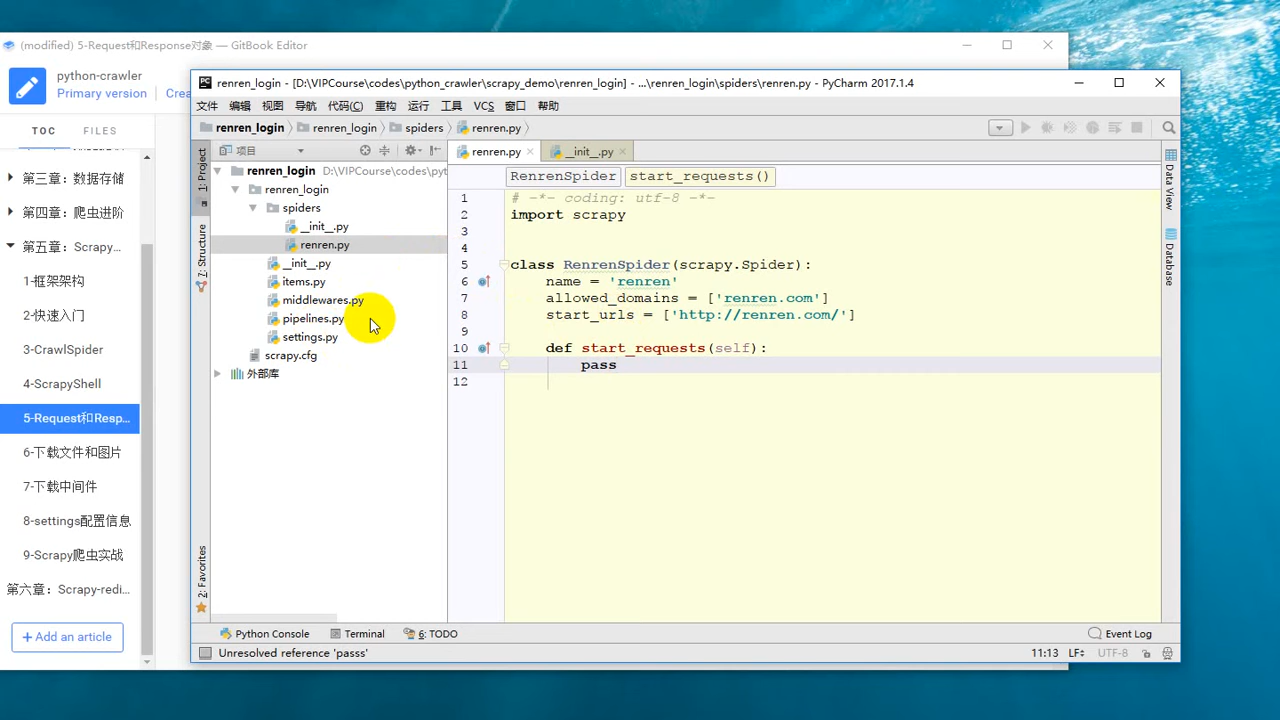 (modified) 5-Request和Response对象 — GitBook Editor
python-crawler
Primary version
Crea
TOC
FILES
第三章：数据存储
第四章：爬虫进阶
第五章：Scrapy...
1-框架架构
2-快速入门
3-CrawlSpider
4-ScrapyShell
5-Request和Resp...
6-下载文件和图片
7-下载中间件
8-settings配置信息
9-Scrapy爬虫实战
第六章：Scrapy-redi...
+ Add an article
PC renren_login - [D:\VIPCourse\codes\python_crawler\scrapy_demo\renren_login] - ...\renren_login\spiders\renren.py - PyCharm 2017.1.4
文件 编辑 视图 导航 代码(C) 重构 运行 工具 VCS 窗口 帮助
renren_login renren_login spiders renren.py
1: Project
Z: Structure
Favorites
项目
renren_login D:\VIPCourse\codes\pyt
renren_login
spiders
__init__.py
renren.py
__init__.py
items.py
middlewares.py
pipelines.py
settings.py
scrapy.cfg
外部库
renren.py __init__.py
RenrenSpider start_requests()
1 # -*- coding: utf-8 -*-
2 import scrapy
3
4
5 class RenrenSpider(scrapy.Spider):
6 name = 'renren'
7 allowed_domains = ['renren.com']
8 start_urls = ['http://renren.com/']
9
10 def start_requests(self):
11 pass
12
Data View
Database
Python Console Terminal 6: TODO Event Log
Unresolved reference 'passs' 11:13 LF÷ UTF-8